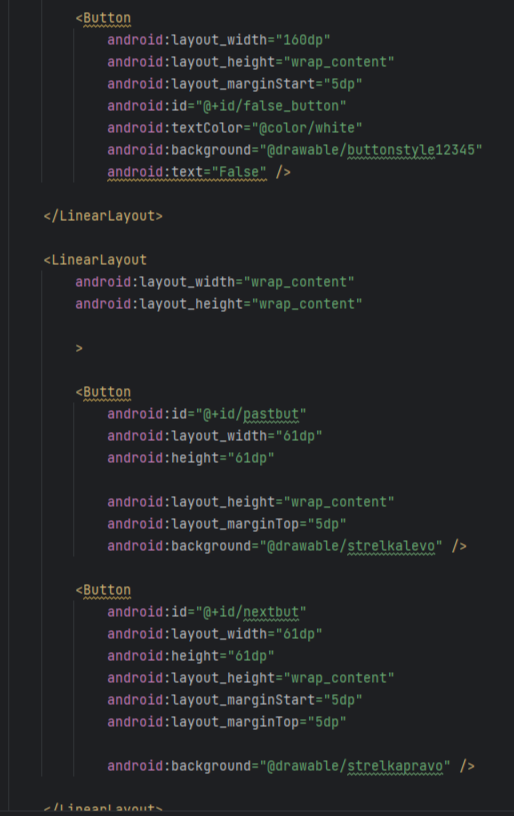 <Button
android:layout_width="160dp"
android:layout_height="wrap_content"
android:layout_marginStart="5dp"
android:id="@+id/false_button"
android:textColor="@color/white"
android:background="@drawable/buttonstyle12345"
android:text="False" />
</LinearLayout>
<LinearLayout
android:layout_width="wrap_content"
android:layout_height="wrap_content"
>
<Button
android:id="@+id/pastbut"
android:layout_width="61dp"
android:height="61dp"
android:layout_height="wrap_content"
android:layout_marginTop="5dp"
android:background="@drawable/strelkalevo" />
<Button
android:id="@+id/nextbut"
android:layout_width="61dp"
android:height="61dp"
android:layout_height="wrap_content"
android:layout_marginStart="5dp"
android:layout_marginTop="5dp"
android:background="@drawable/strelkapravo" />
</LinearLayout>